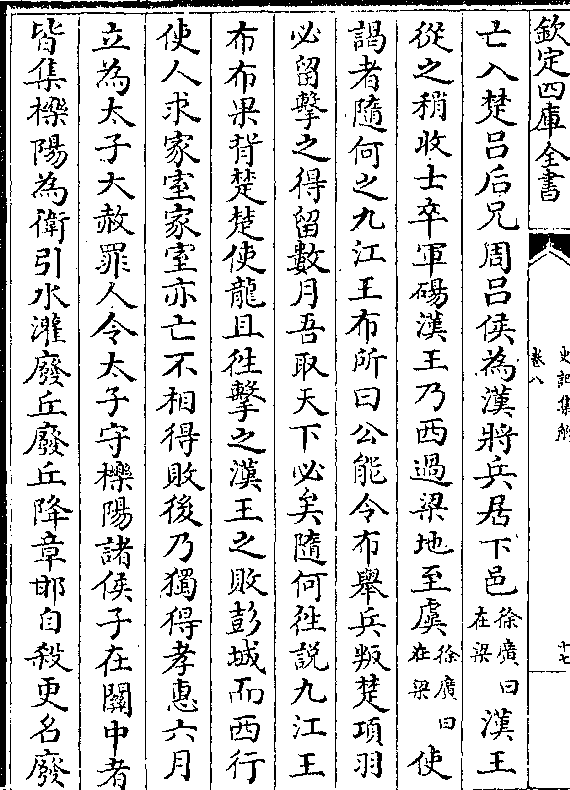 欽定四庫全書
史記集解
卷八
十七
亡入楚吕后兄周吕侯為漢將兵居下邑徐廣曰在梁漢王
從之稍收士卒軍碭漢王乃西過梁地至虞徐廣曰在梁使
謁者隨何之九江王布所曰公能令布舉兵叛楚項羽
必留擊之得留數月吾取天下必矣隨何往説九江王
布布果背楚楚使龍且往擊之漢王之敗彭城而西行
使人求家室家室亦亡不相得敗後乃獨得孝惠六月
立為太子大赦罪人令太子守櫟陽諸侯子在關中者
皆集櫟陽為衛引水灌廢丘廢丘降章邯自殺更名廢